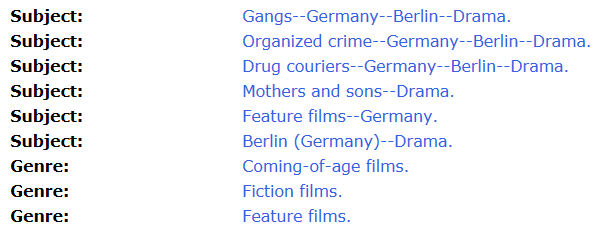 Subject: Gangs--Germany--Berlin--Drama.
Subject: Organized crime--Germany--Berlin--Drama.
Subject: Drug couriers--Germany--Berlin--Drama.
Subject: Mothers and sons--Drama.
Subject: Feature films--Germany.
Subject: Berlin (Germany)--Drama.
Genre: Coming-of-age films.
Genre: Fiction films.
Genre: Feature films.